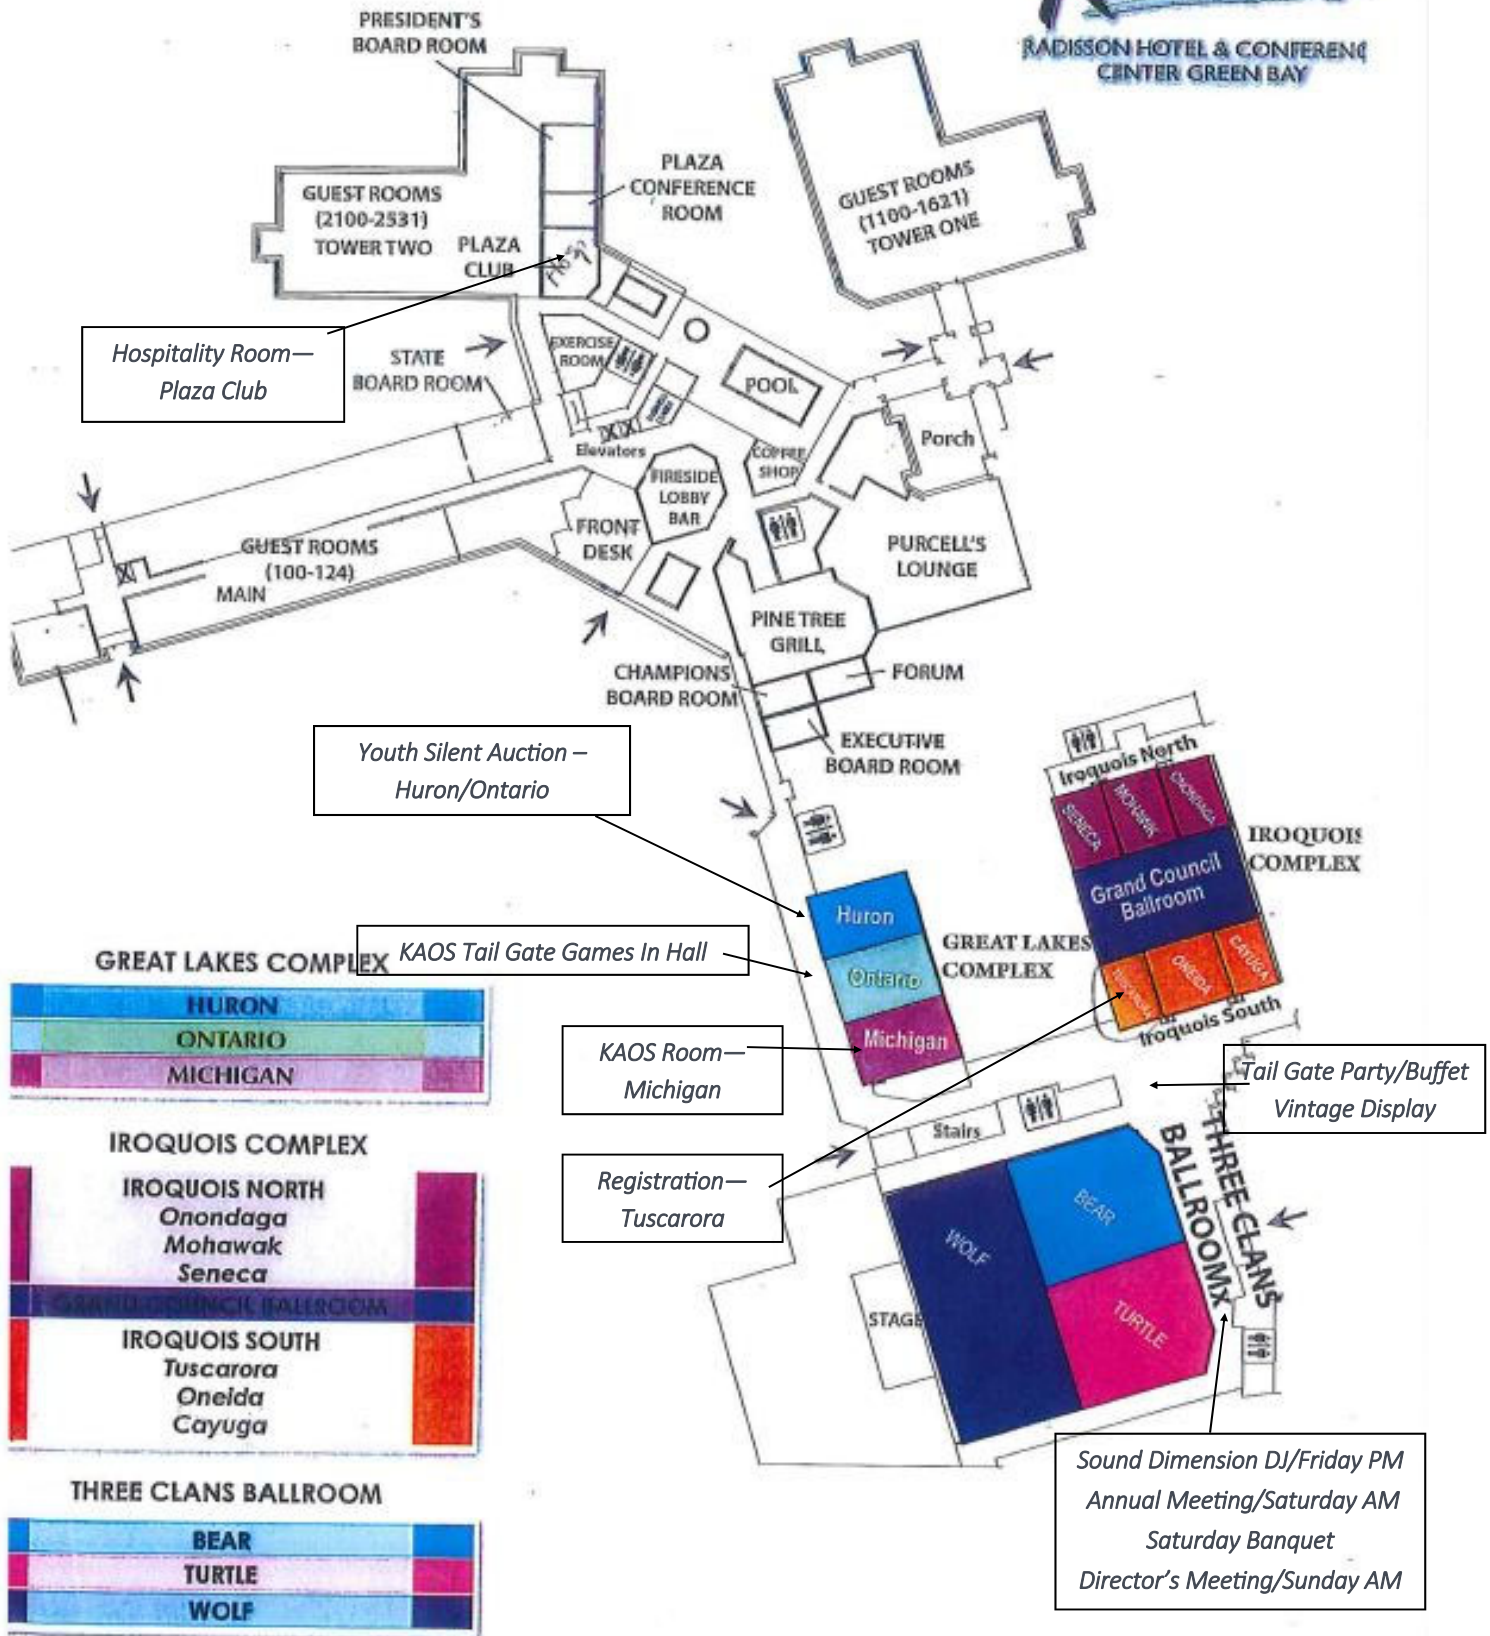 RADISSON HOTEL & CONFERENC
CENTER GREEN BAY
PRESIDENT'S
BOARD ROOM
PLAZA
CONFERENCE
ROOM
GUEST ROOMS
(2100-2531)
TOWER TWO
PLAZA
CLUB
GUEST ROOMS
(1100-1621)
TOWER ONE
Hospitality Room—
Plaza Club
STATE
BOARD ROOM
EXERCISE
ROOM
POOL
Porch
Elevators
COFFEE
SHOP
FIRESIDE
LOBBY
BAR
FRONT
DESK
GUEST ROOMS
(100-124)
MAIN
PURCELL'S
LOUNGE
PINE TREE
GRILL
CHAMPIONS
BOARD ROOM
FORUM
EXECUTIVE
BOARD ROOM
Youth Silent Auction –
Huron/Ontario
Iroquois North
SENECA
MOHAWK
ONONDAGA
Grand Council
Ballroom
IROQUOIS
COMPLEX
TUSCARORA
ONEIDA
CAYUGA
Iroquois South
Huron
Ontario
Michigan
GREAT LAKES
COMPLEX
KAOS Tail Gate Games In Hall
KAOS Room—
Michigan
Registration—
Tuscarora
Tail Gate Party/Buffet
Vintage Display
Stairs
THREE CLANS
BALLROOM
X
BEAR
WOLF
TURTLE
STAGE
Sound Dimension DJ/Friday PM
Annual Meeting/Saturday AM
Saturday Banquet
Director's Meeting/Sunday AM
GREAT LAKES COMPLEX
HURON
ONTARIO
MICHIGAN
IROQUOIS COMPLEX
IROQUOIS NORTH
Onondaga
Mohawak
Seneca
GRAND COUNCIL BALLROOM
IROQUOIS SOUTH
Tuscarora
Oneida
Cayuga
THREE CLANS BALLROOM
BEAR
TURTLE
WOLF